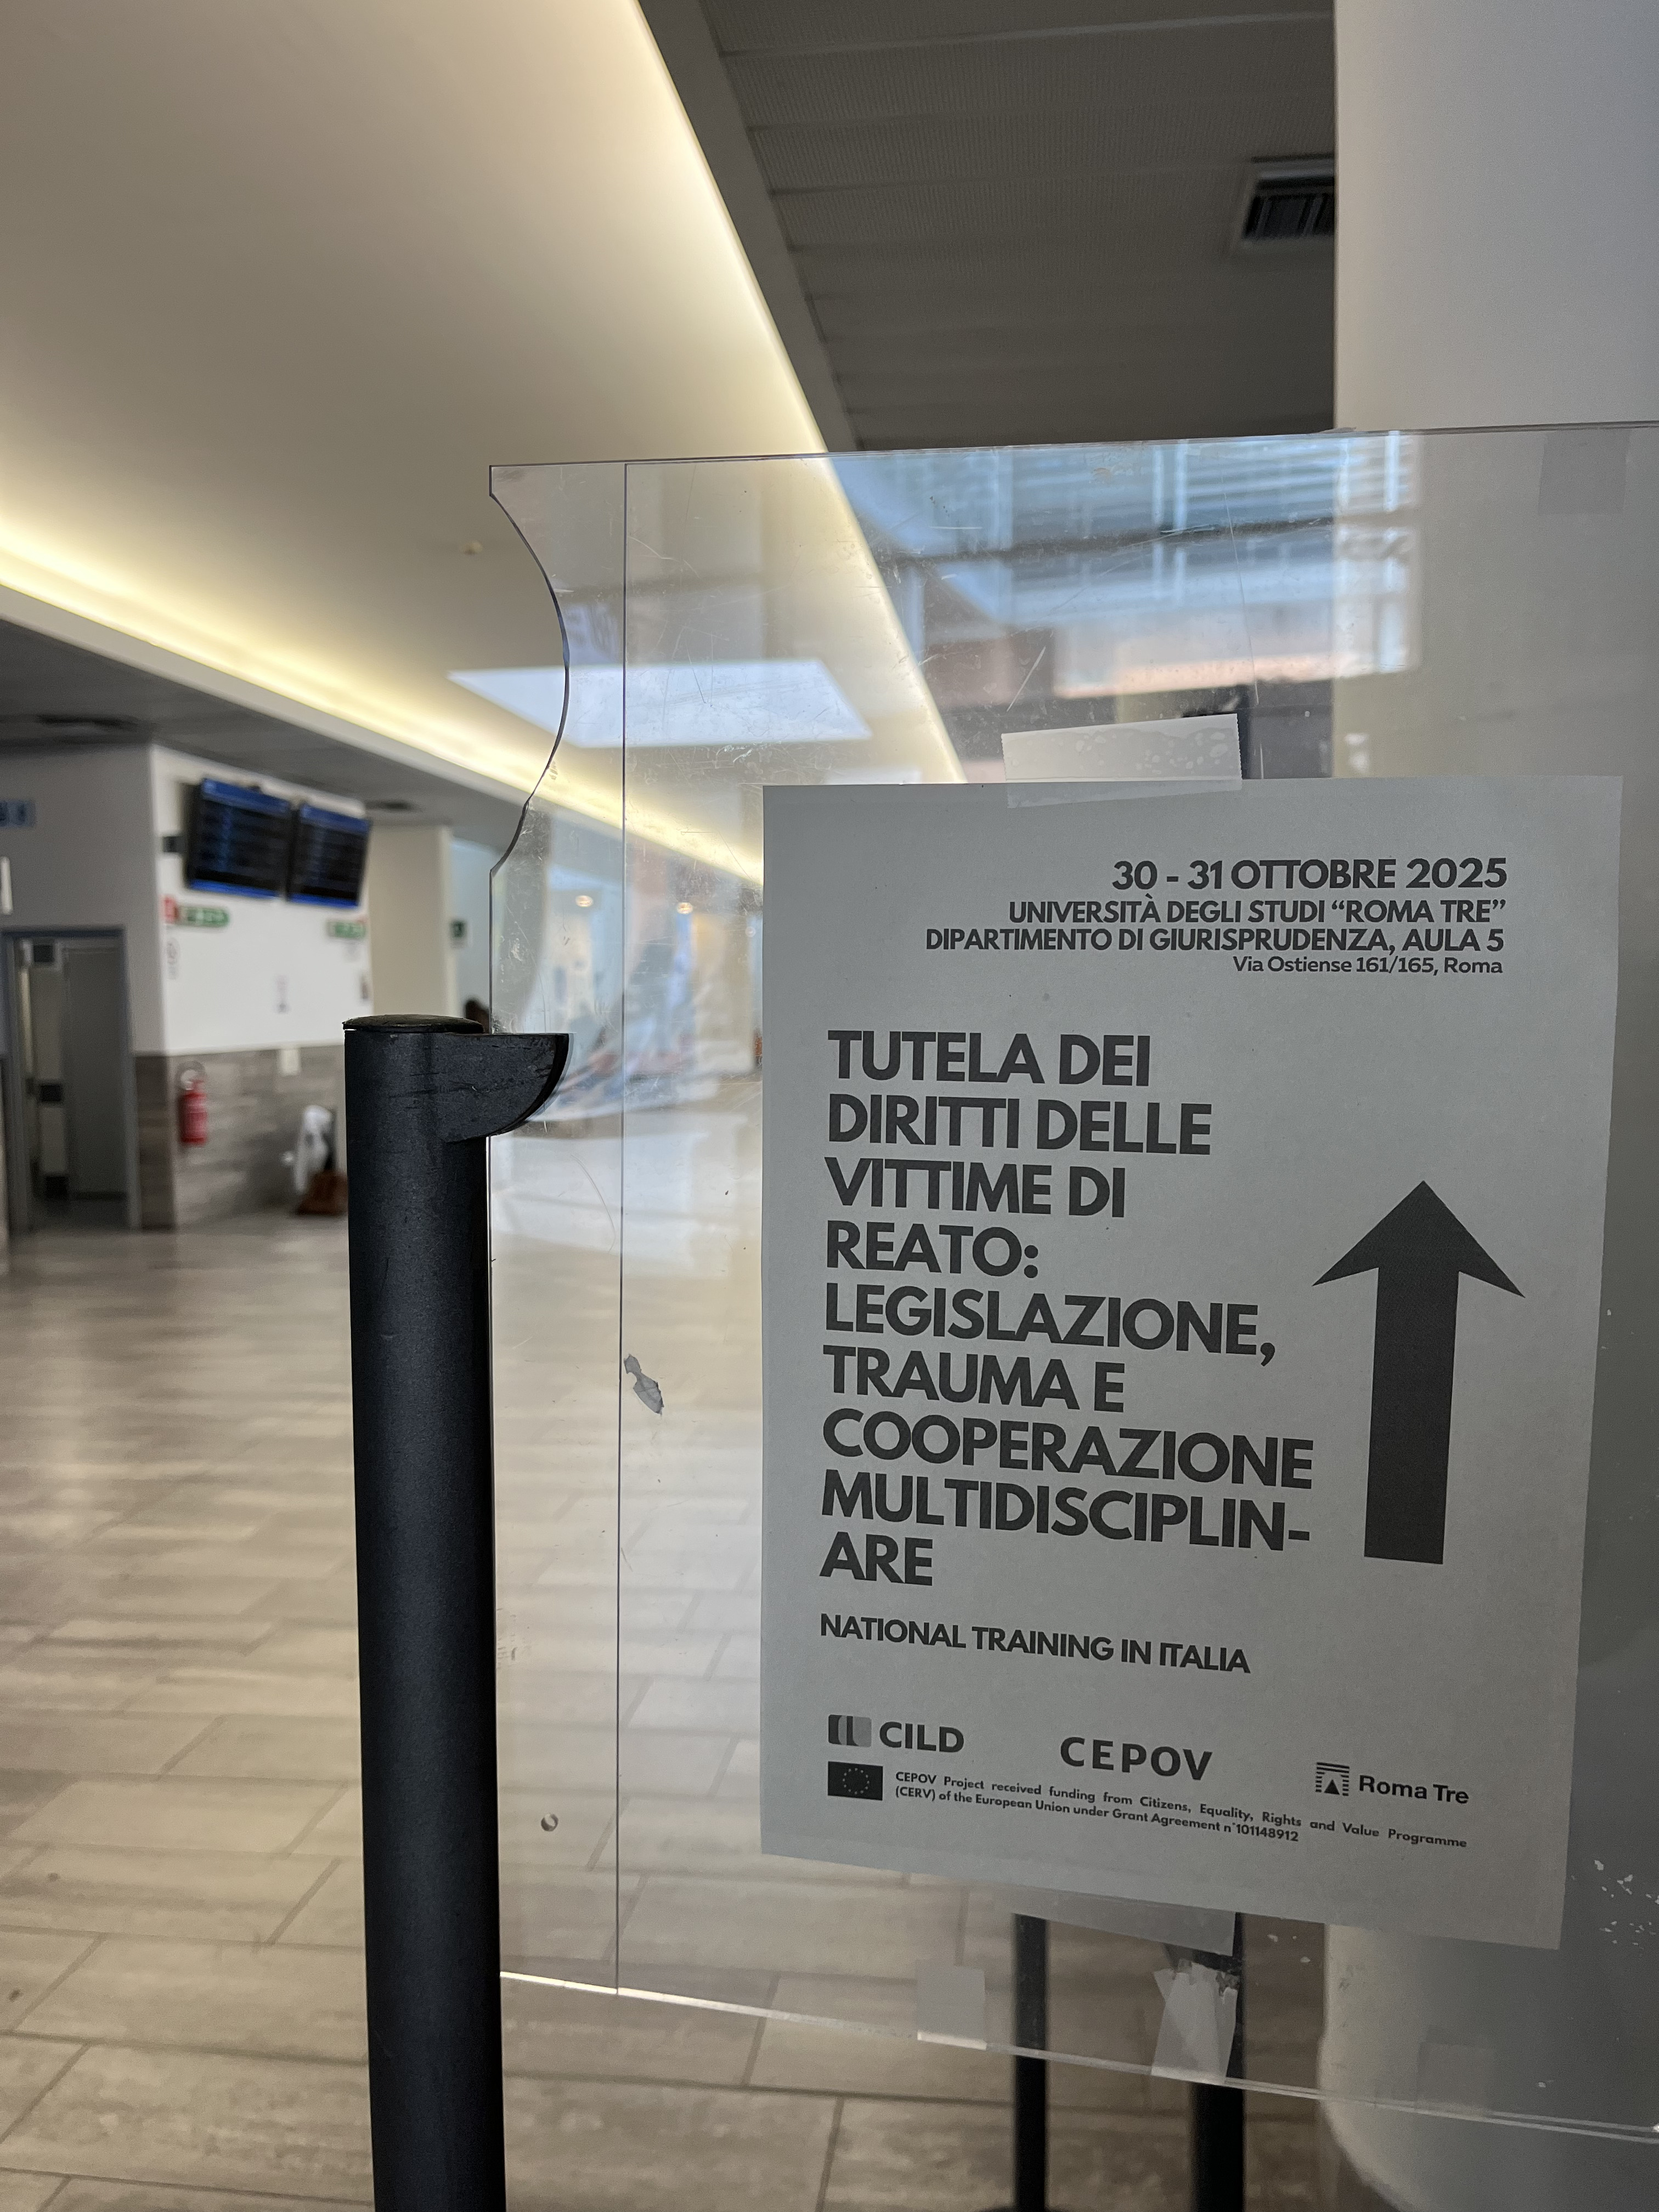 30 - 31 OTTOBRE 2025
UNIVERSITÀ DEGLI STUDI “ROMA TRE”
DIPARTIMENTO DI GIURISPRUDENZA, AULA 5
Via Ostiense 161/165, Roma
TUTELA DEI
DIRITTI DELLE
VITTIME DI
REATO:
LEGISLAZIONE,
TRAUMA E
COOPERAZIONE
MULTIDISCIPLIN-
ARE
NATIONAL TRAINING IN ITALIA
CILD
CEPOV
Roma Tre
CEPOV Project received funding from Citizens, Equality, Rights and Value Programme
(CERV) of the European Union under Grant Agreement n°101148912